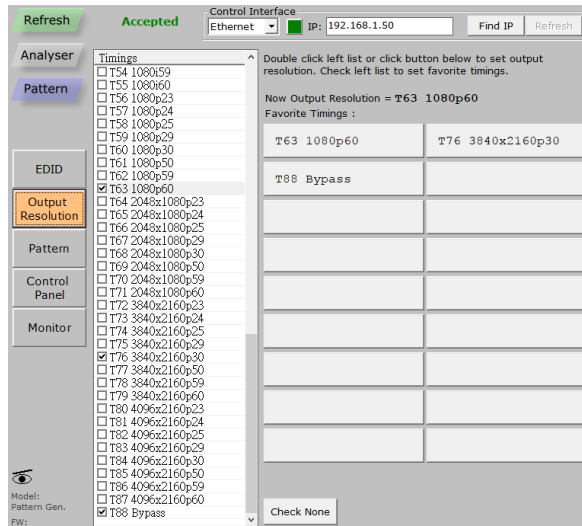 Control Interface
Refresh
Accepted
Ethernet
IP: 192.168.1.50
Find IP
Refresh
Analyser
Pattern
EDID
Output
Resolution
Pattern
Control
Panel
Monitor
Model:
Pattern Gen.
FW:
Timings
T54 1080i59
T55 1080i60
T56 1080p23
T57 1080p24
T58 1080p25
T59 1080p29
T60 1080p30
T61 1080p50
T62 1080p59
T63 1080p60
T64 2048x1080p23
T65 2048x1080p24
T66 2048x1080p25
T67 2048x1080p29
T68 2048x1080p30
T69 2048x1080p50
T70 2048x1080p59
T71 2048x1080p60
T72 3840x2160p23
T73 3840x2160p24
T74 3840x2160p25
T75 3840x2160p29
T76 3840x2160p30
T77 3840x2160p50
T78 3840x2160p59
T79 3840x2160p60
T80 4096x2160p23
T81 4096x2160p24
T82 4096x2160p25
T83 4096x2160p29
T84 4096x2160p30
T85 4096x2160p50
T86 4096x2160p59
T87 4096x2160p60
T88 Bypass
Double click left list or click button below to set output
resolution. Check left list to set favorite timings.
Now Output Resolution = T63 1080p60
Favorite Timings :
T63 1080p60
T76 3840x2160p30
T88 Bypass
Check None